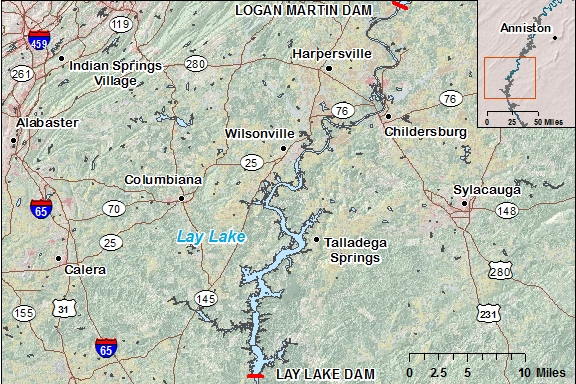 LOGAN MARTIN DAM
119
459
Anniston
Harpersville
Indian Springs
Village
280
261
0 25 50 Miles
76
76
Alabaster
Childersburg
Wilsonville
25
Columbiana
Sylacauga
65
70
148
Lay Lake
25
Talladega
Springs
Calera
280
145
31
155
231
65
0 2.5 5 10 Miles
LAY LAKE DAM